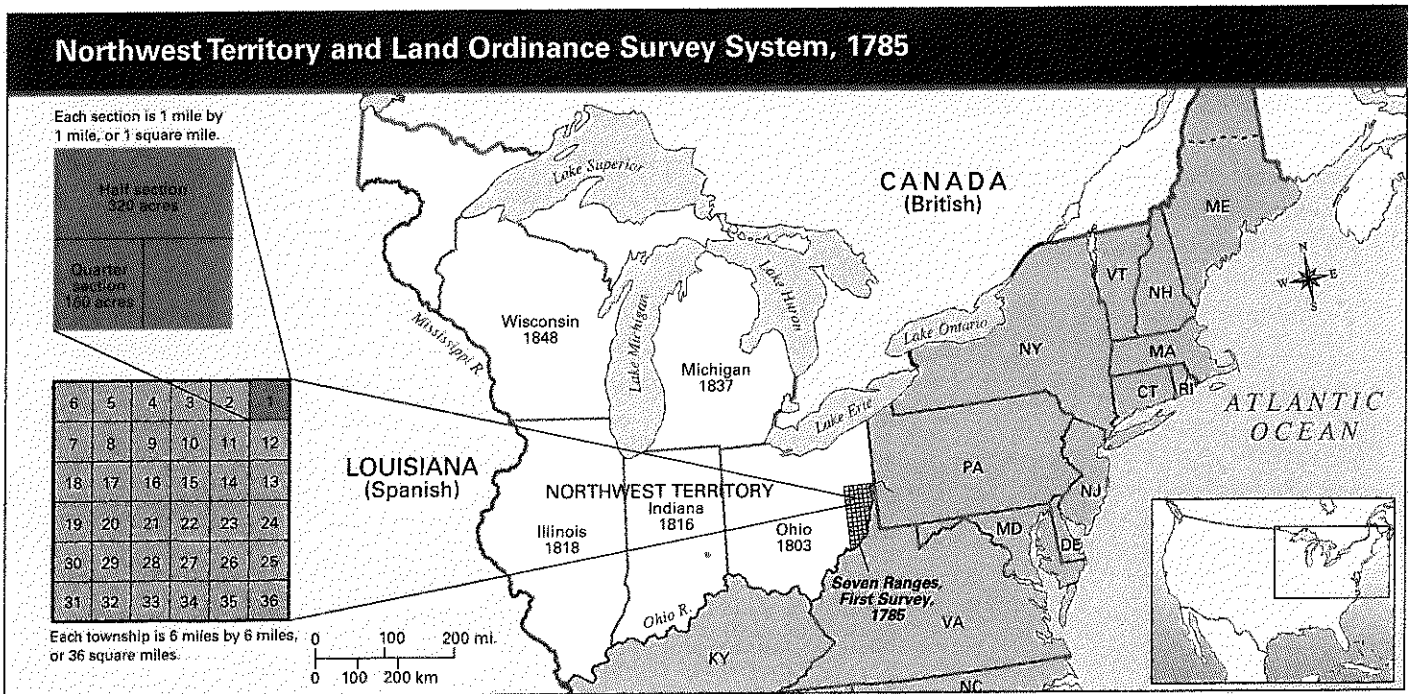 Northwest Territory and Land Ordinance Survey System, 1785
Each section is 1 mile by
1 mile, or 1 square mile.
Half section
320 acres
Quarter
section
160 acres
6 5 4 3 2 1
7 8 9 10 11 12
18 17 16 15 14 13
19 20 21 22 23 24
30 29 28 27 26 25
31 32 33 34 35 36
Each township is 6 miles by 6 miles,
or 36 square miles.
0 100 200 mi.
0 100 200 km
Lake Superior
CANADA
(British)
ME
VT
NH
N
W E
S
Lake Huron
Lake Michigan
Mississippi R.
Wisconsin
1848
Michigan
1837
Lake Ontario
NY
MA
CT
RI
Lake Erie
ATLANTIC
OCEAN
LOUISIANA
(Spanish)
PA
NJ
NORTHWEST TERRITORY
Indiana
1816
Illinois
1818
Ohio
1803
MD
DE
Seven Ranges,
First Survey,
1785
Ohio R.
VA
KY
NC